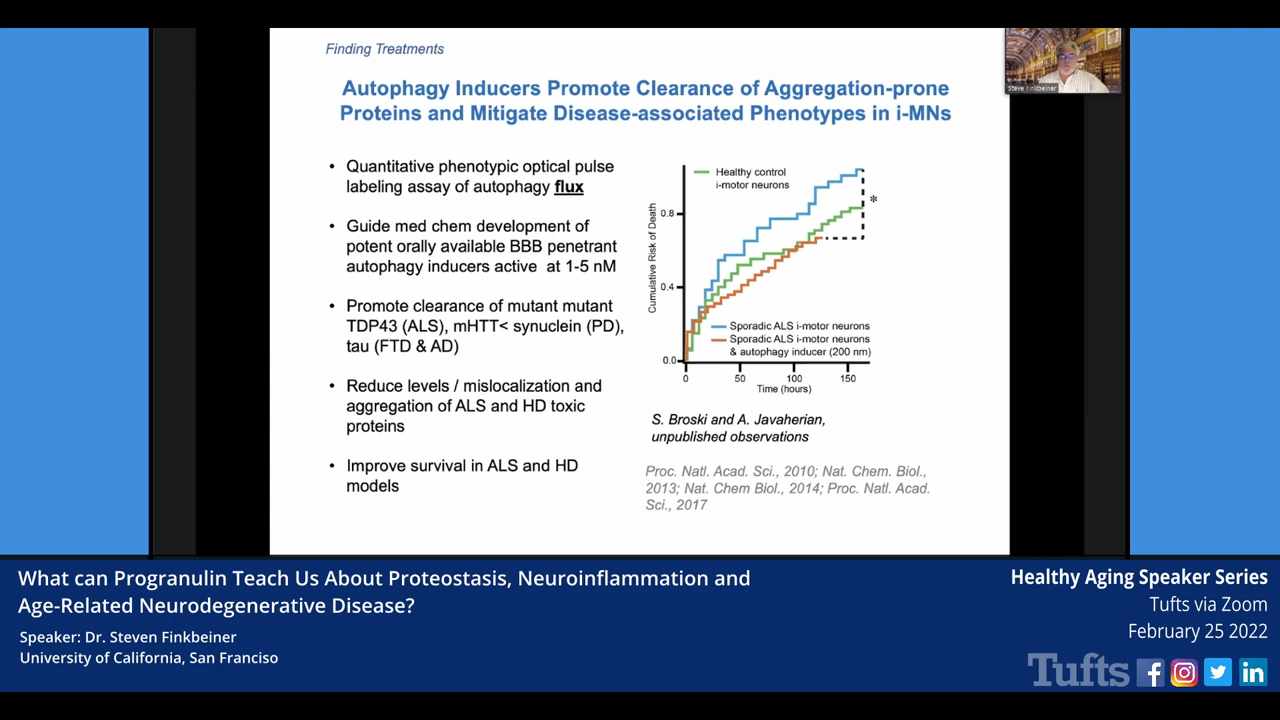 Finding Treatments
Steve Finkbeiner
Autophagy Inducers Promote Clearance of Aggregation-prone
Proteins and Mitigate Disease-associated Phenotypes in i-MNs
• Quantitative phenotypic optical pulse
labeling assay of autophagy flux
• Guide med chem development of
potent orally available BBB penetrant
autophagy inducers active at 1-5 nM
• Promote clearance of mutant mutant
TDP43 (ALS), mHTT< synuclein (PD),
tau (FTD & AD)
• Reduce levels / mislocalization and
aggregation of ALS and HD toxic
proteins
• Improve survival in ALS and HD
models
Healthy control
i-motor neurons
*
Cumulative Risk of Death
0.8
0.4
0.0
Sporadic ALS i-motor neurons
Sporadic ALS i-motor neurons
& autophagy inducer (200 nm)
0 50 100 150
Time (hours)
S. Broski and A. Javaherian,
unpublished observations
Proc. Natl. Acad. Sci., 2010; Nat. Chem. Biol.,
2013; Nat. Chem Biol., 2014; Proc. Natl. Acad.
Sci., 2017
What can Progranulin Teach Us About Proteostasis, Neuroinflammation and
Age-Related Neurodegenerative Disease?
Speaker: Dr. Steven Finkbeiner
University of California, San Franciso
Healthy Aging Speaker Series
Tufts via Zoom
February 25 2022
Tufts